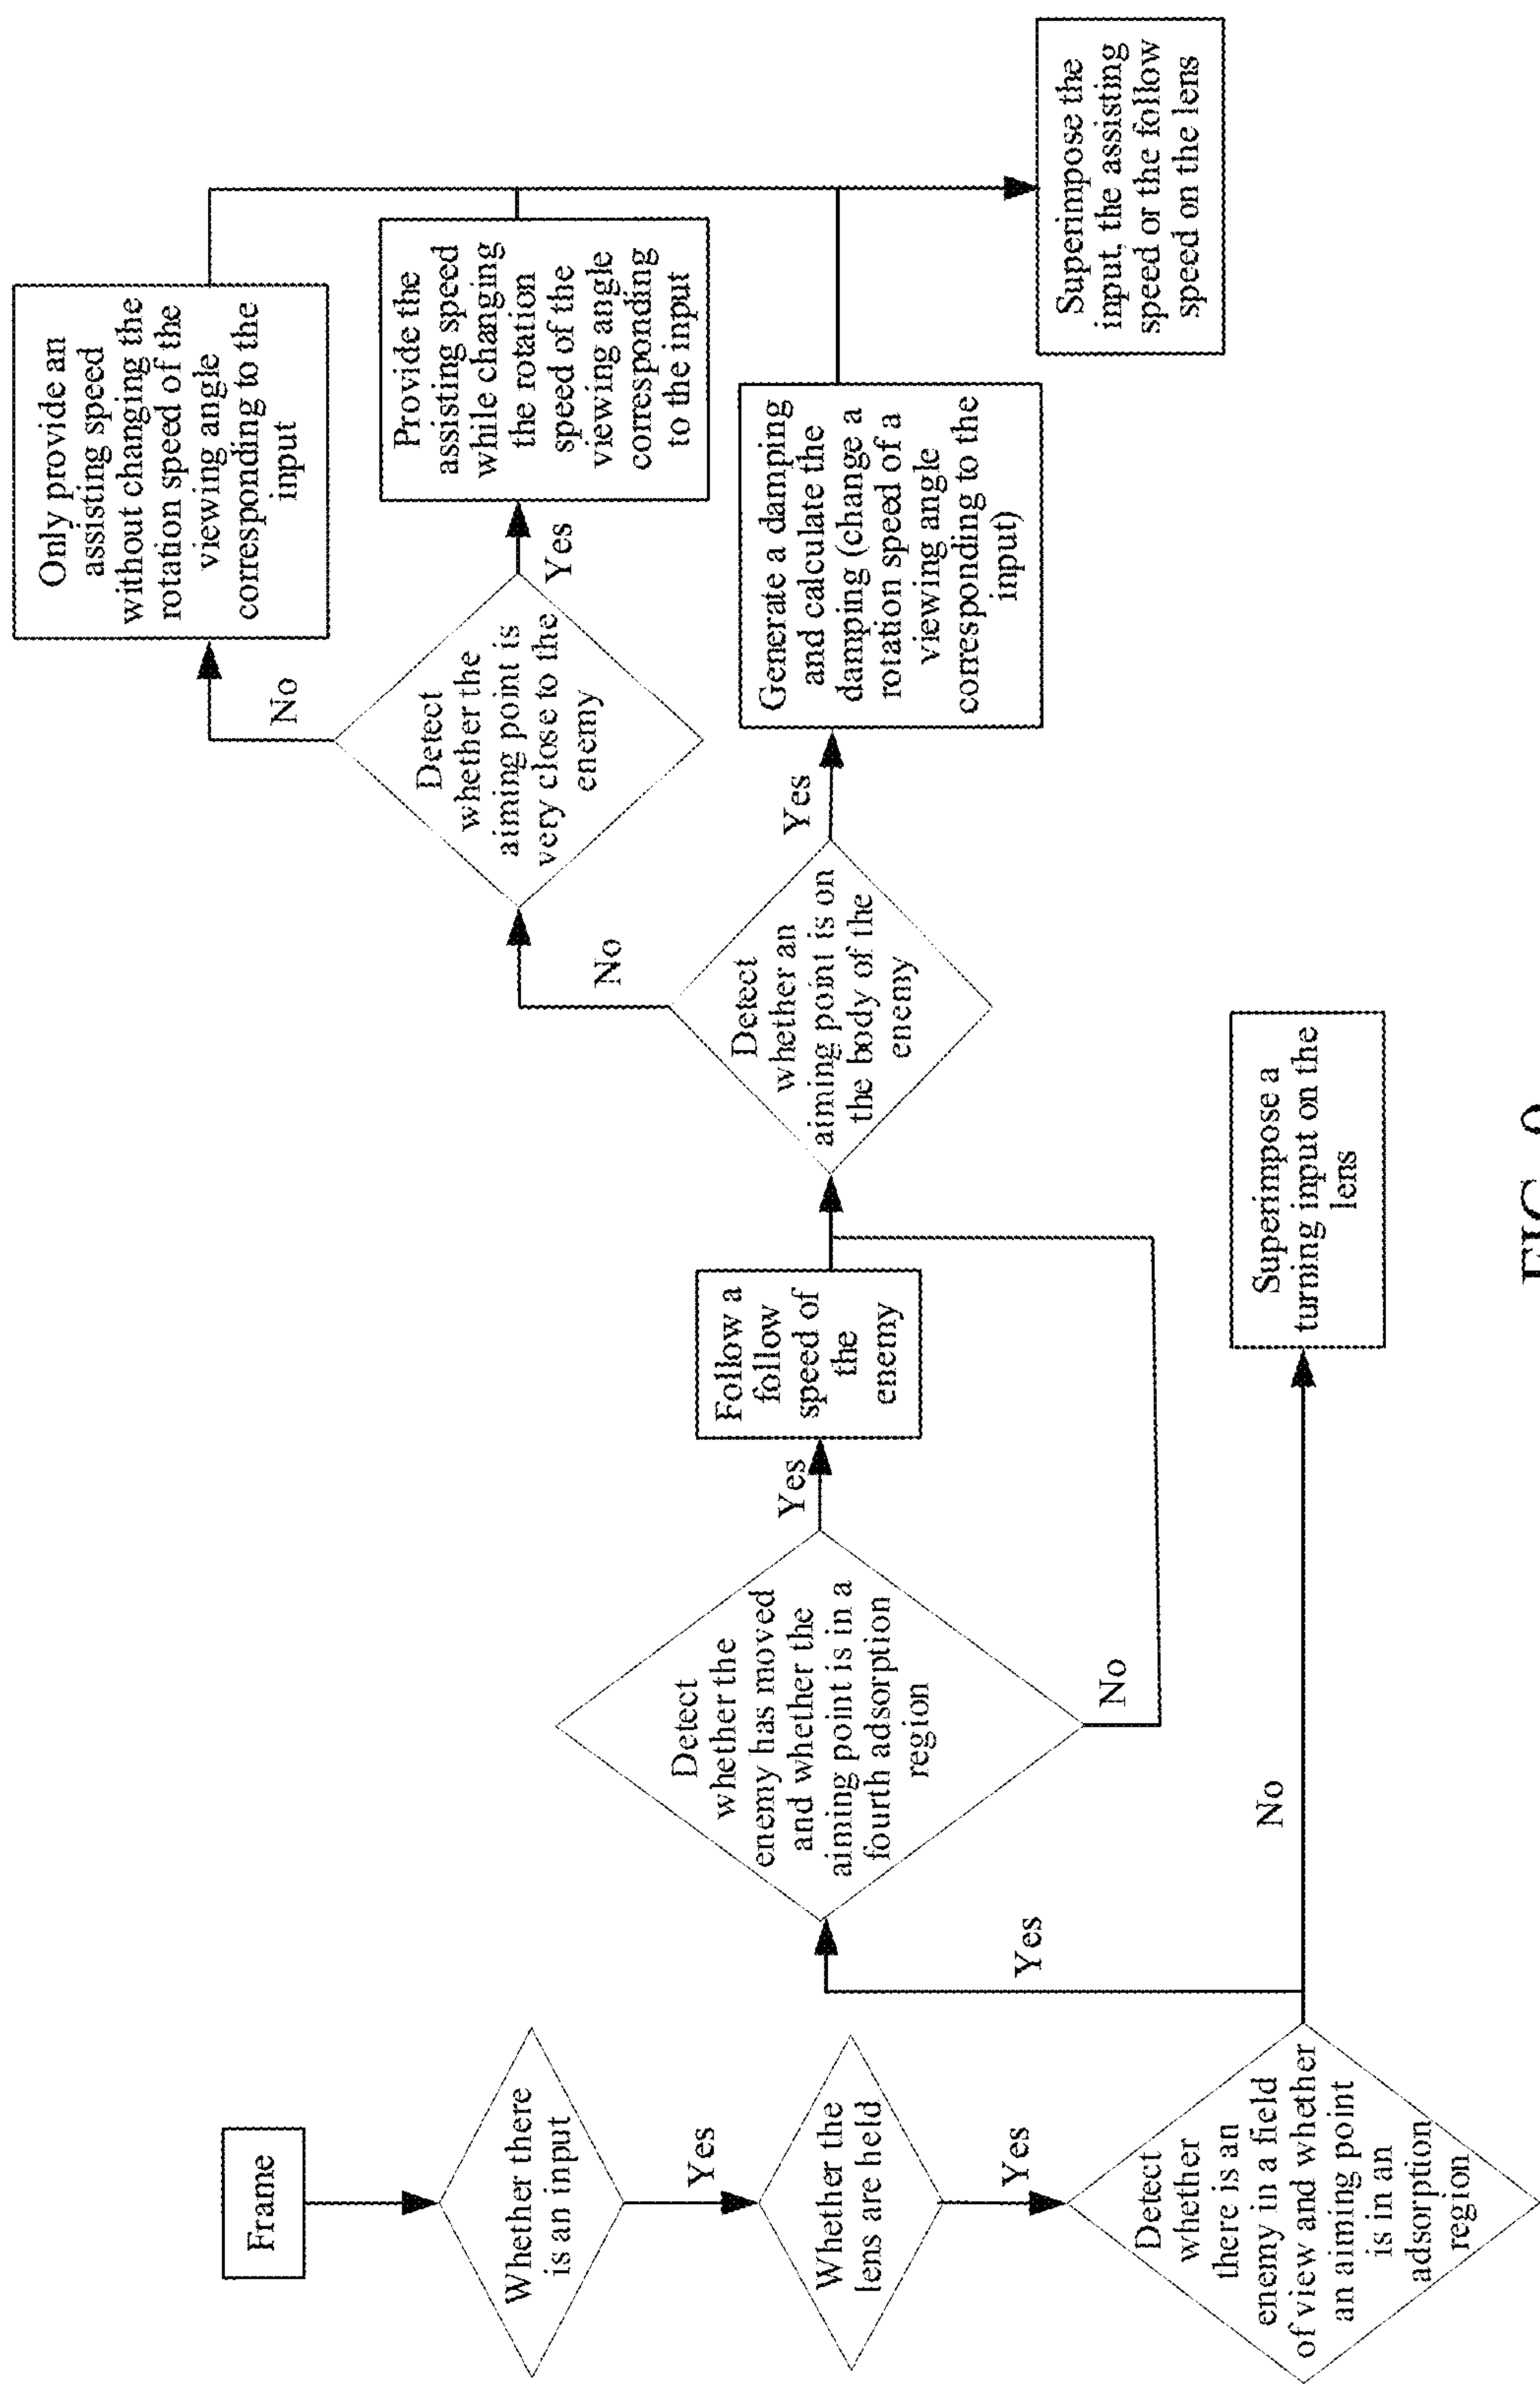 Frame
Whether there
is an input
Yes
Whether the
lens are held
Yes
Detect
whether
there is an
enemy in a field
of view and whether
an aiming point
is in an
adsorption
region
Yes
No
Superimpose a
turning input on the
lens
Detect
whether the
enemy has moved
and whether the
aiming point is in a
fourth adsorption
region
Yes
No
Follow a
follow
speed of
the
enemy
Detect
whether an
aiming point is on
the body of the
enemy
No
Yes
Detect
whether the
aiming point is
very close to the
enemy
No
Yes
Only provide an
assisting speed
without changing the
rotation speed of the
viewing angle
corresponding to the
input
Provide the
assisting speed
while changing
the rotation
speed of the
viewing angle
corresponding
to the input
Generate a damping
and calculate the
damping (change a
rotation speed of a
viewing angle
corresponding to the
input)
Superimpose the
input, the assisting
speed or the follow
speed on the lens
FIG.